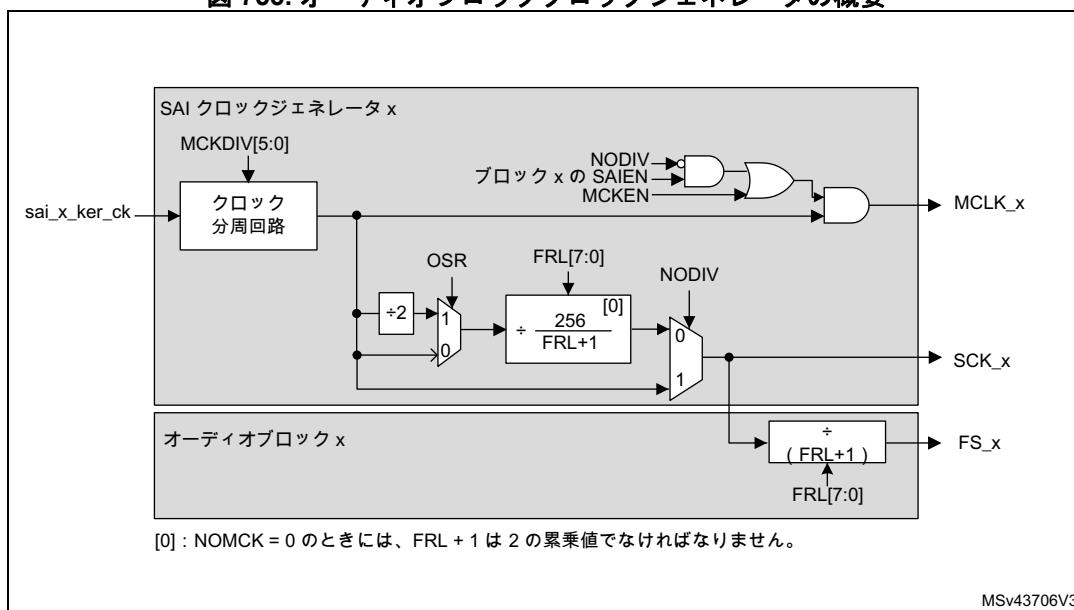 SAI クロックジェネレータ x
MCKDIV[5:0]
クロック
分周回路
sai_x_ker_ck
NODIV
ブロック x の SAIEN
MCKEN
MCLK_x
OSR
FRL[7:0]
NODIV
÷2
1
0
[0]
÷ 256
FRL+1
0
1
SCK_x
オーディオブロック x
÷
( FRL+1 )
FRL[7:0]
FS_x
[0] : NOMCK = 0 のときには、FRL + 1 は 2 の累乗値でなければなりません。
MSv43706V3